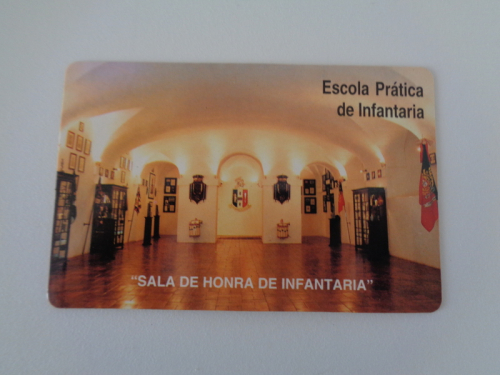 Escola Prática
de Infantaria
"SALA DE HONRA DE INFANTARIA"